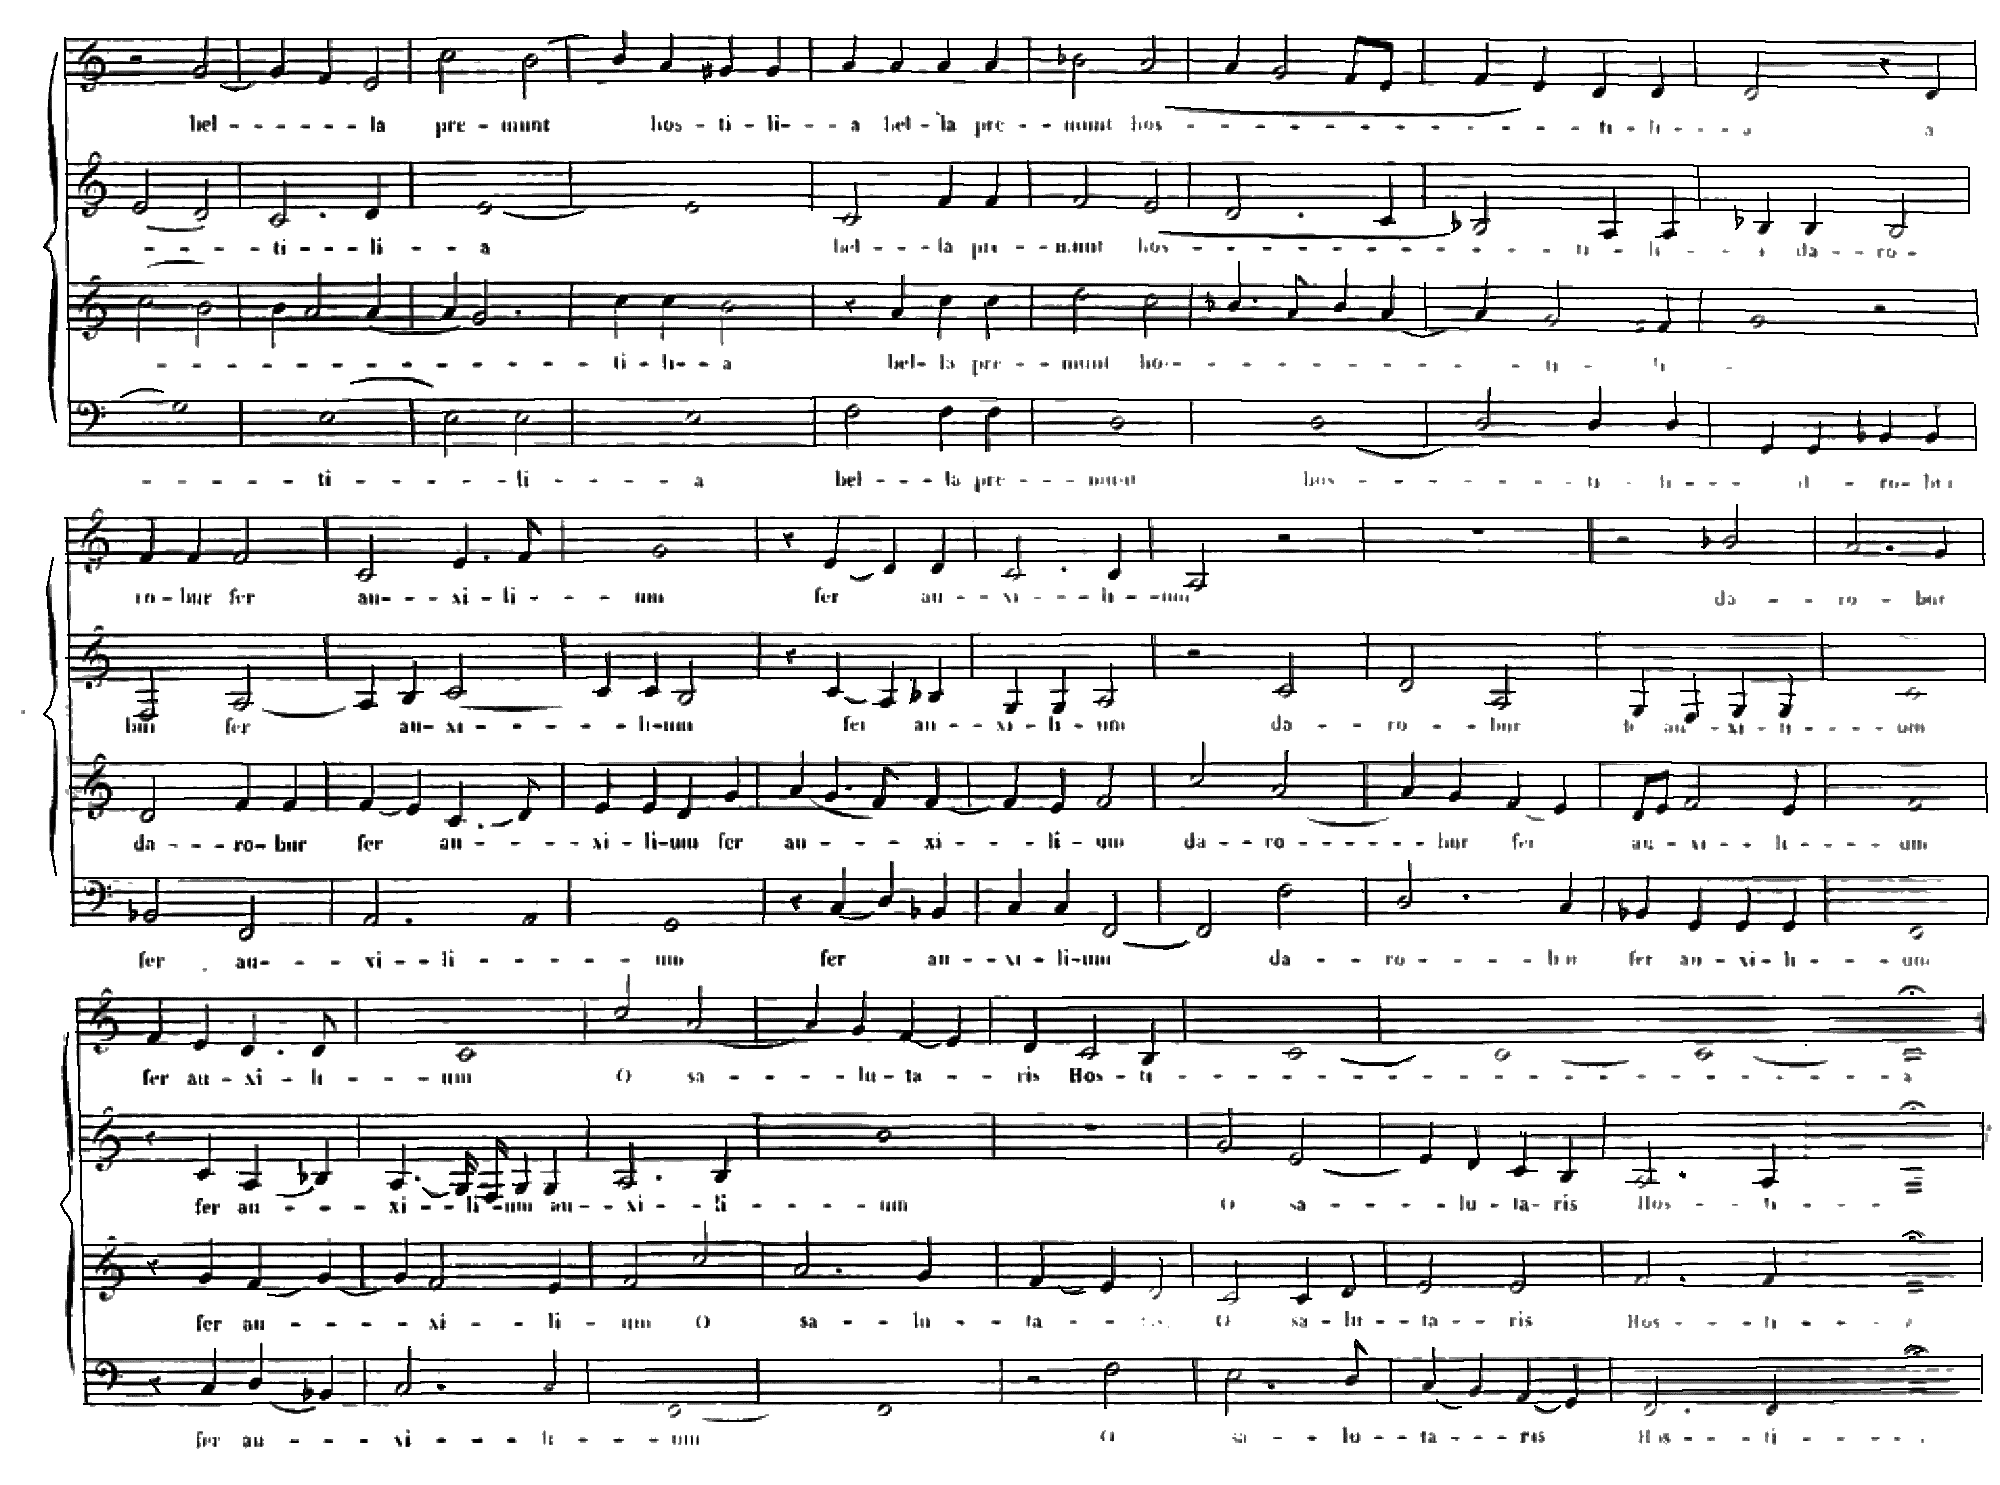 bel - - - - - la pre - munt hos - ti - li - - a bel - la pre - - munt hos - - - - - - - - - - - ti - li - - - a
- - - - ti - - - li - - a bel - - - la pre - - munt hos - - - - - - - - - - - ti - - li - - da - - ro -
- - - - - - - - - - - - - ti - li - - a bel - la pre - - munt ho - - - - - - - - - - - ti - - li -
- - - - - ti - - - - - li - - - - a bel - - - la pre - - - munt hos - - - - - - - - ti - li - - - ro - bur
ro - bur fer au - - - xi - li - - - um fer au - - - xi - - - li - um da - - ro - bur
bur fer au - xi - - - - - li - um fer au - - xi - li - um da - - ro - - - bur fer au - xi - li - - - um
da - - - ro - bur fer au - - - - xi - li - um fer au - - - - xi - - - li - um da - - ro - - - - - bur fer au - xi - - li - - - um
fer au - - - xi - - li - - - - um fer au - - xi - li - um da - - - ro - - - bur fer au - xi - li - - um
fer au - xi - li - - - um O sa - - - lu - ta - - ris Hos - ti - - - - - - - - - - - - - a
fer au - - - xi - - li - um au - - xi - - li - - - - um O sa - - - lu - ta - ris Hos - - ti - - -
fer au - - - - xi - - - li - - um O sa - - lu - - ta - - - ris. O sa - lu - - ta - - ris Hos - - - ti - - a
fer au - - - xi - - - li - - - um O sa - - - lu - - ta - - - ris Hos - - - ti - - -